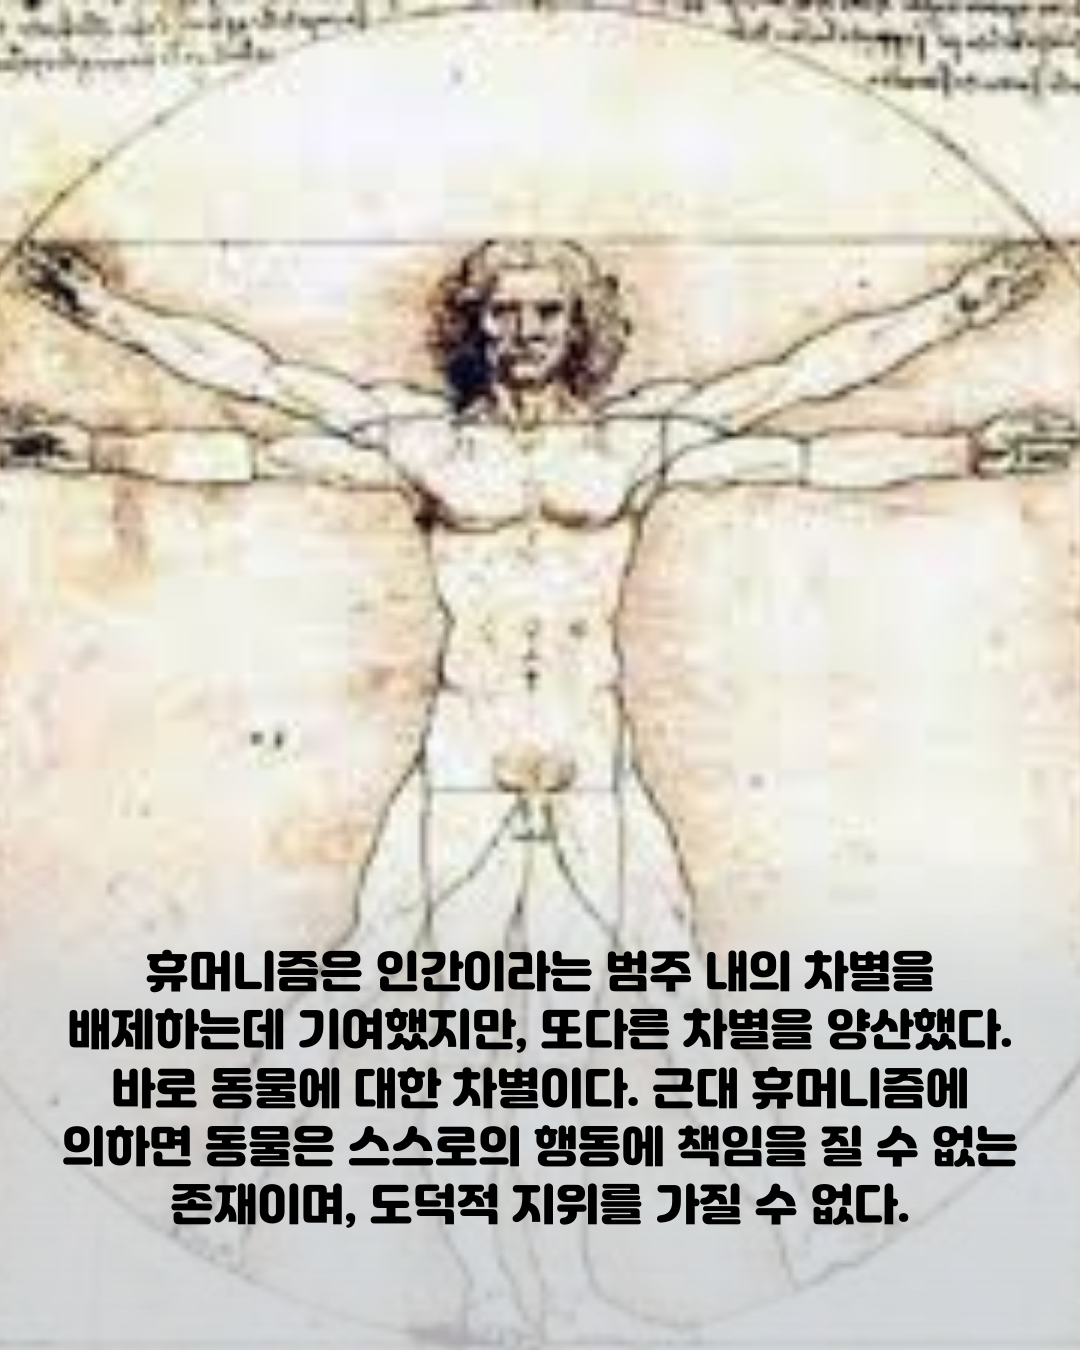 휴머니즘은 인간이라는 범주 내의 차별을
배제하는데 기여했지만, 또다른 차별을 양산했다.
바로 동물에 대한 차별이다. 근대 휴머니즘에
의하면 동물은 스스로의 행동에 책임을 질 수 없는
존재이며, 도덕적 지위를 가질 수 없다.